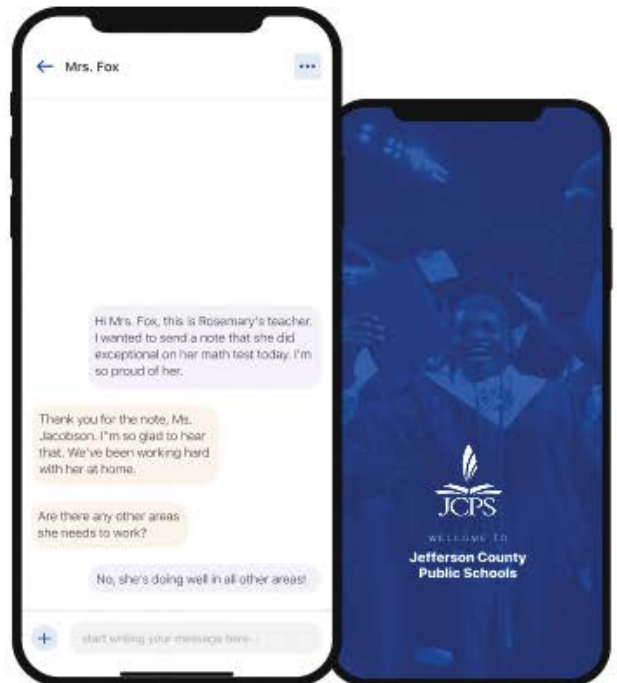 Mrs. Fox
Hi Mrs. Fox, this is Rosemary's teacher.
I wanted to send a note that she did
exceptional on her math test today. I'm
so proud of her.
Thank you for the note, Ms.
Jacobson. I"m so glad to hear
that. We've been working hard
with her at home.
Are there any other areas
she needs to work?
No, she's doing well in all other areas!
start writing your message here...
JCPS
WELCOME TO
Jefferson County
Public Schools